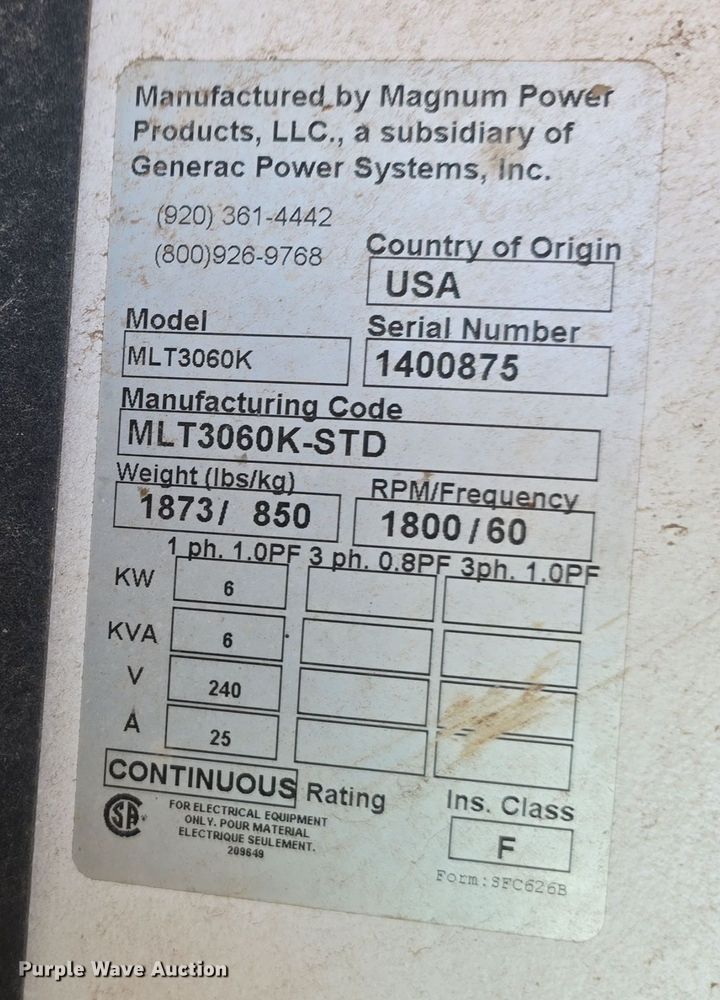 Manufactured by Magnum Power
Products, LLC., a subsidiary of
Generac Power Systems, Inc.
(920) 361-4442
(800)926-9768
Country of Origin
USA
Model
MLT3060K
Serial Number
1400875
Manufacturing Code
MLT3060K-STD
Weight (lbs/kg)
1873/ 850
RPM/Frequency
1800/60
1 ph. 1.0PF 3 ph. 0.8PF 3ph. 1.0PF
KW 6
KVA 6
V 240
A 25
CONTINUOUS Rating
SA
FOR ELECTRICAL EQUIPMENT
ONLY. POUR MATERIAL
ELECTRIQUE SEULEMENT.
209649
Ins. Class
F
Form:SFC626B
Purple Wave Auction